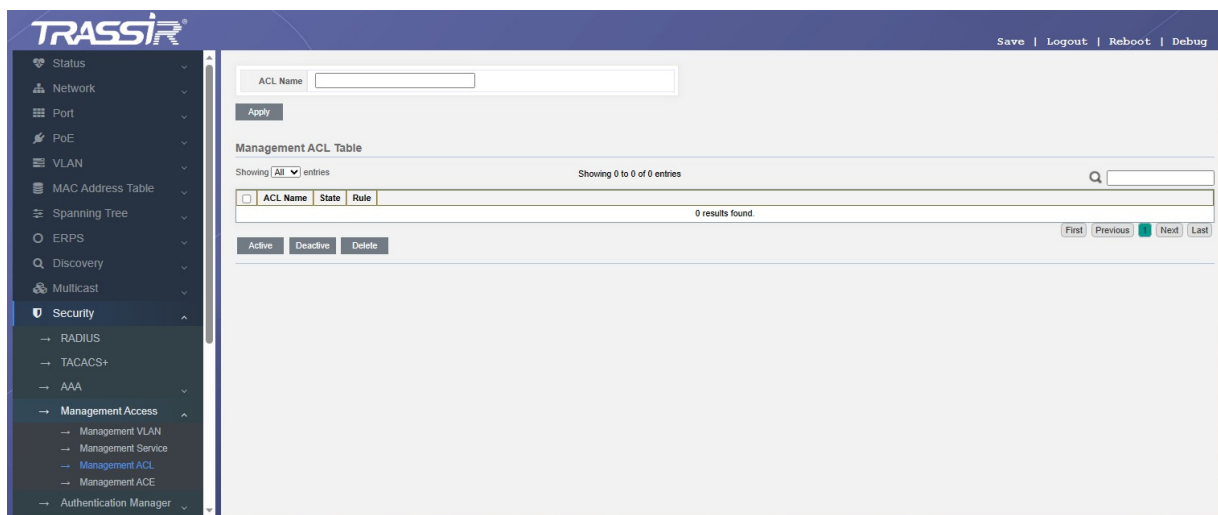 TRASSIR
Save | Logout | Reboot | Debug
Status
Network
Port
PoE
VLAN
MAC Address Table
Spanning Tree
ERPS
Discovery
Multicast
Security
→ RADIUS
→ TACACS+
→ AAA
→ Management Access
→ Management VLAN
→ Management Service
→ Management ACL
→ Management ACE
→ Authentication Manager
ACL Name
Apply
Management ACL Table
Showing All entries Showing 0 to 0 of 0 entries
ACL Name State Rule
0 results found.
First Previous 1 Next Last
Active Deactive Delete